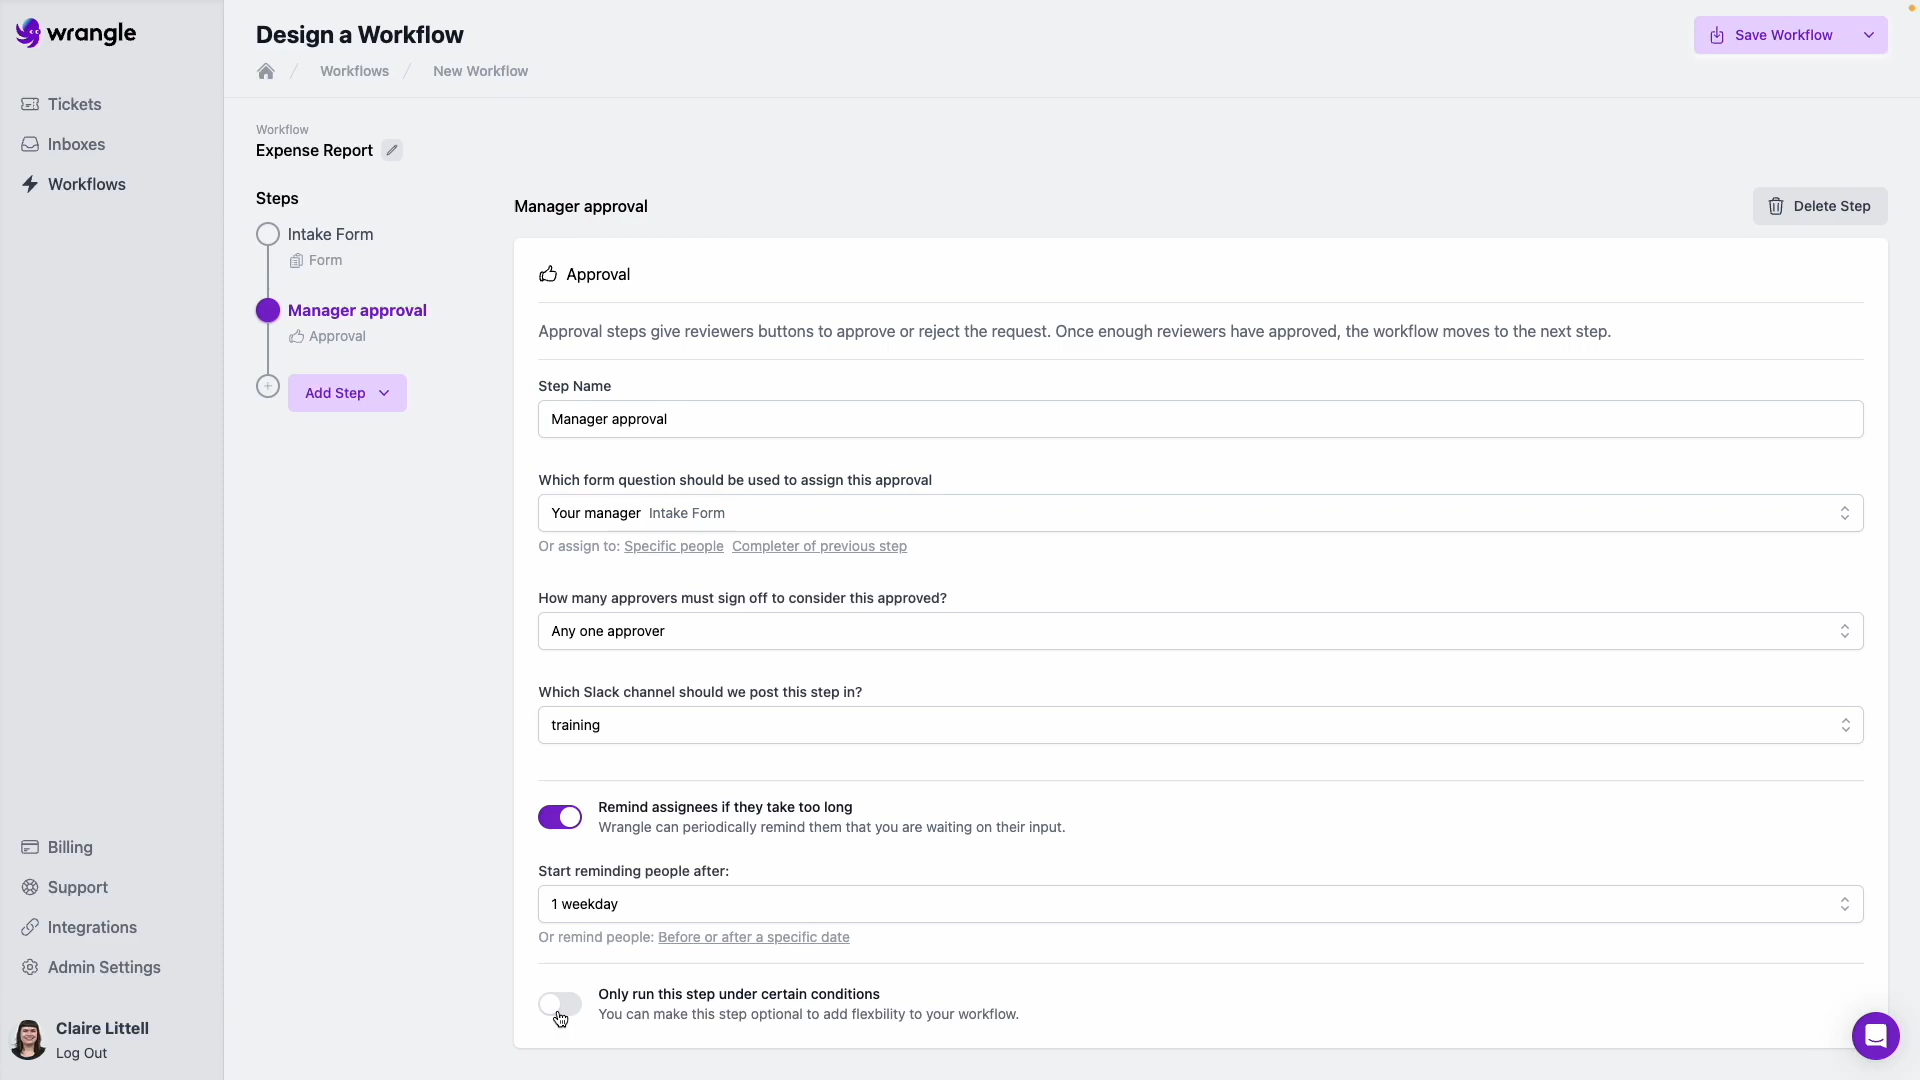 wrangle
Tickets
Inboxes
Workflows
Billing
Support
Integrations
Admin Settings
Claire Littell
Log Out
Design a Workflow
Workflows / New Workflow
Save Workflow
Workflow
Expense Report
Steps
Intake Form
Form
Manager approval
Approval
Add Step
Manager approval
Delete Step
Approval
Approval steps give reviewers buttons to approve or reject the request. Once enough reviewers have approved, the workflow moves to the next step.
Step Name
Manager approval
Which form question should be used to assign this approval
Your manager Intake Form
Or assign to: Specific people Completer of previous step
How many approvers must sign off to consider this approved?
Any one approver
Which Slack channel should we post this step in?
training
Remind assignees if they take too long
Wrangle can periodically remind them that you are waiting on their input.
Start reminding people after:
1 weekday
Or remind people: Before or after a specific date
Only run this step under certain conditions
You can make this step optional to add flexbility to your workflow.